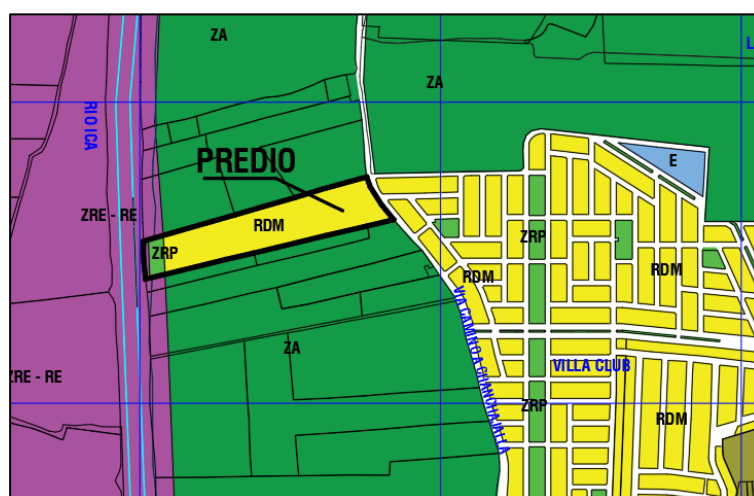 ZA
ZA
RIO ICA
PREDIO
E
ZRE - RE
RDM
ZRP
ZRP
RDM
RDM
VIA CAMINO A CHANCHAJALLA
ZA
VILLA CLUB
ZRE - RE
ZRP
RDM
L